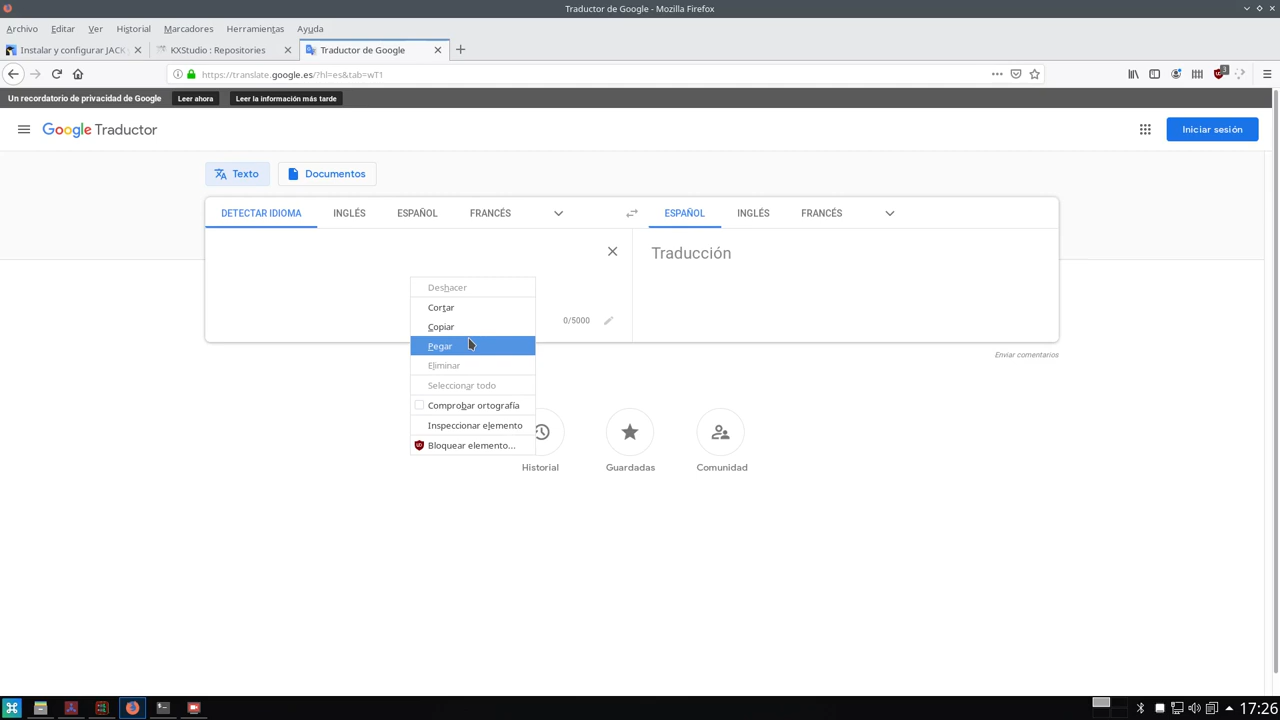 Traductor de Google - Mozilla Firefox
Archivo Editar Ver Historial Marcadores Herramientas Ayuda
Instalar y configurar JACK KXStudio : Repositories Traductor de Google
https://translate.google.es/?hl=es&tab=wT1
3
Un recordatorio de privacidad de Google Leer ahora Leer la información más tarde
Google Traductor
Iniciar sesión
Texto Documentos
DETECTAR IDIOMA INGLÉS ESPAÑOL FRANCÉS ESPAÑOL INGLÉS FRANCÉS
Traducción
Deshacer
Cortar
Copiar
Pegar
Eliminar
Seleccionar todo
Comprobar ortografía
Inspeccionar elemento
Bloquear elemento...
0/5000
Enviar comentarios
Historial Guardadas Comunidad
17:26